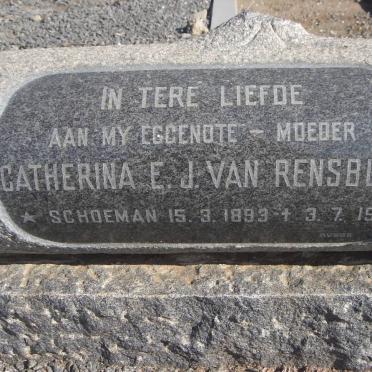 IN TERE LIEFDE
AAN MY EGGENOTE - MOEDER
CATHERINA E. J. VAN RENSBU
* SCHOEMAN 15. 3. 1893 + 3. 7. 19